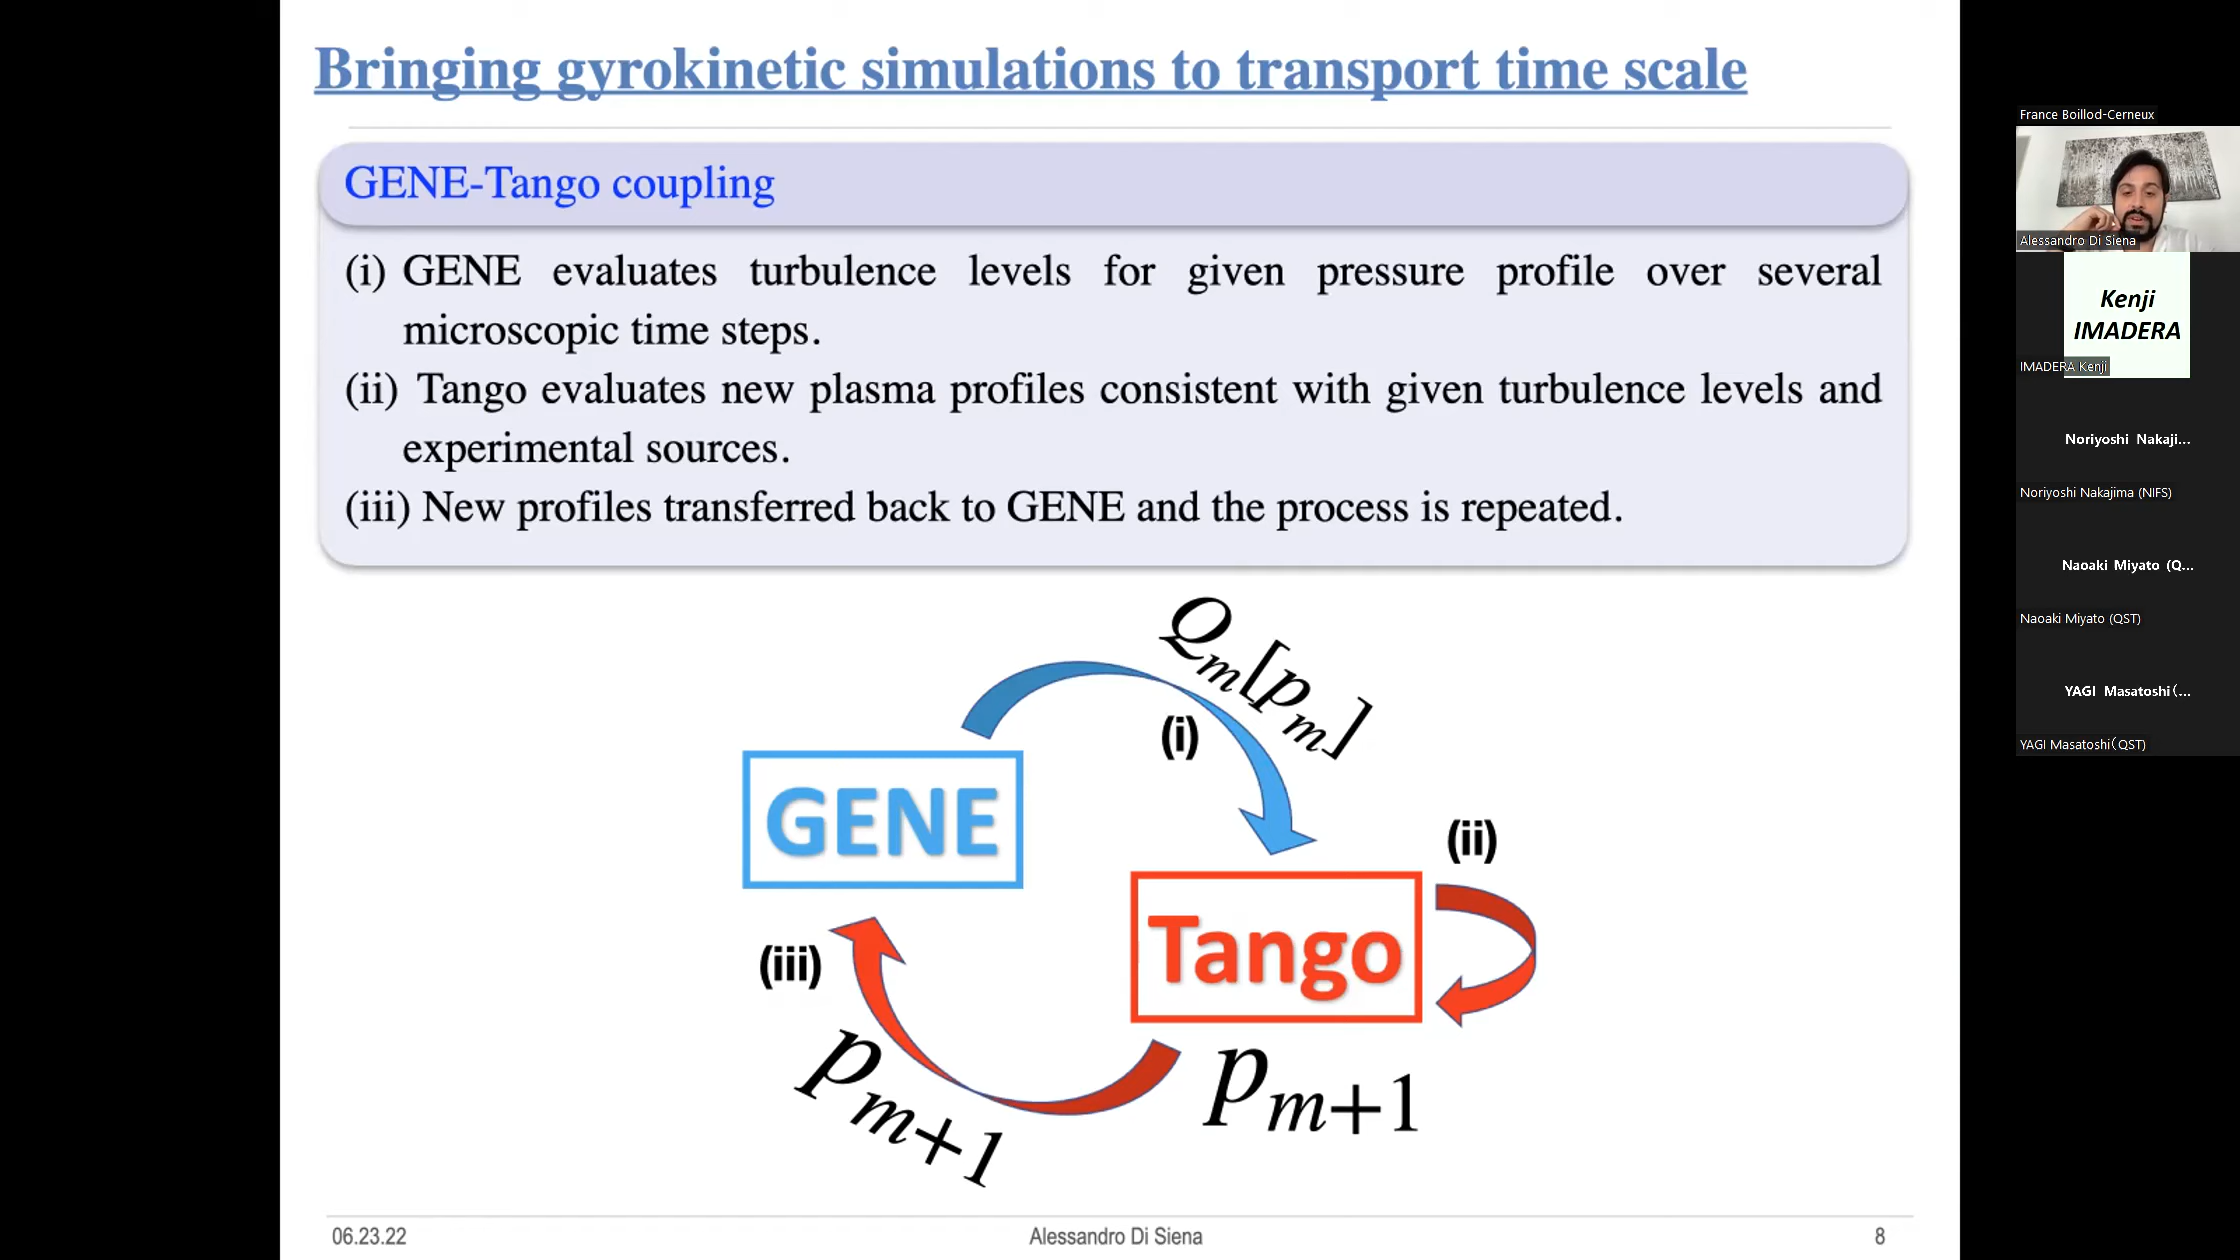 Bringing gyrokinetic simulations to transport time scale
GENE-Tango coupling
(i) GENE evaluates turbulence levels for given pressure profile over several
microscopic time steps.
(ii) Tango evaluates new plasma profiles consistent with given turbulence levels and
experimental sources.
(iii) New profiles transferred back to GENE and the process is repeated.
Qm[pm]
(i)
GENE
(ii)
Tango
(iii)
pm+1
pm+1
06.23.22
Alessandro Di Siena
8
France Boillod-Cerneux
Alessandro Di Siena
Kenji
IMADERA
IMADERA Kenji
Noriyoshi Nakaji...
Noriyoshi Nakajima (NIFS)
Naoaki Miyato (Q...
Naoaki Miyato (QST)
YAGI Masatoshi(...
YAGI Masatoshi(QST)